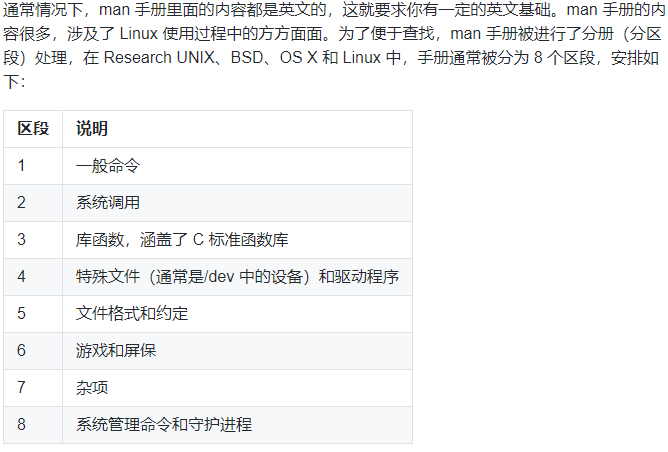 通常情况下，man 手册里面的内容都是英文的，这就要求你有一定的英文基础。man 手册的内
容很多，涉及了 Linux 使用过程中的方方面面。为了便于查找，man 手册被进行了分册（分区
段）处理，在 Research UNIX、BSD、OS X 和 Linux 中，手册通常被分为 8 个区段，安排如
下：
区段 说明
1 一般命令
2 系统调用
3 库函数，涵盖了 C 标准函数库
4 特殊文件（通常是/dev 中的设备）和驱动程序
5 文件格式和约定
6 游戏和屏保
7 杂项
8 系统管理命令和守护进程